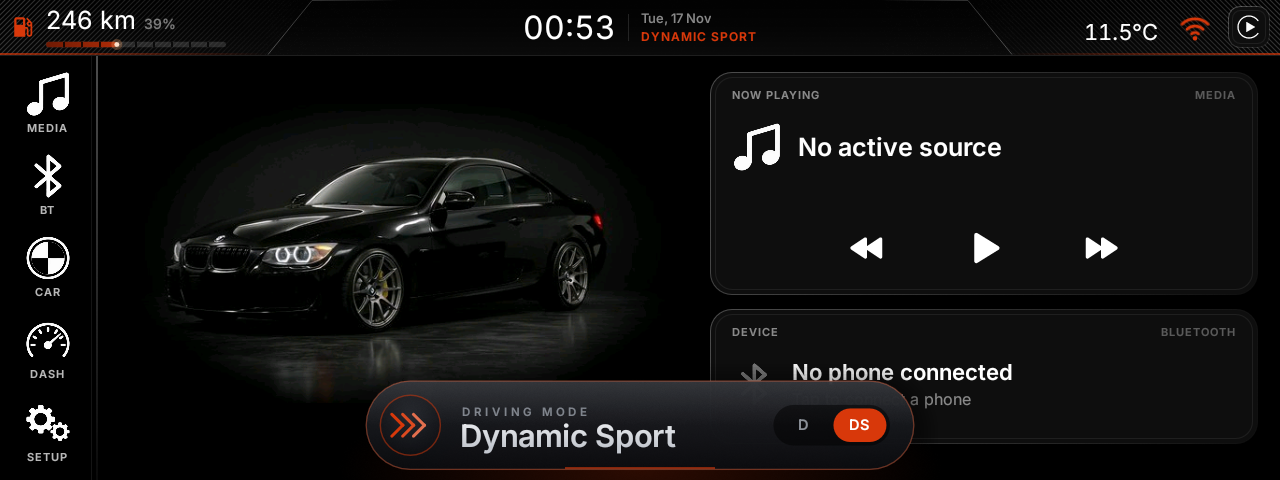 246 km 39%
00:53
Tue, 17 Nov
DYNAMIC SPORT
11.5°C
MEDIA
BT
CAR
DASH
SETUP
NOW PLAYING
MEDIA
No active source
DEVICE
BLUETOOTH
No phone connected
a phone
DRIVING MODE
Dynamic Sport
D
DS